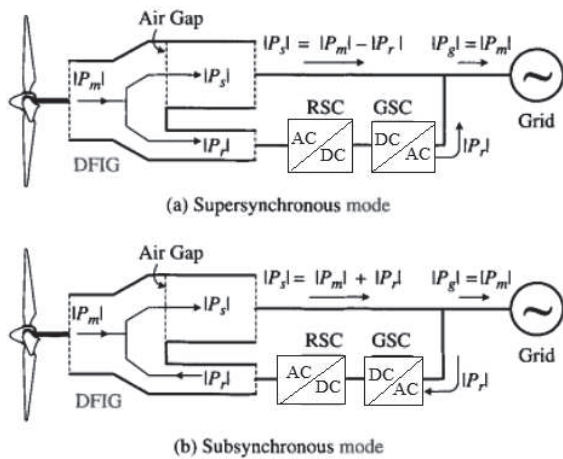 Air Gap
|Pₛ| = |Pₘ| − |Pᵣ|
|P_g| = |Pₘ|
|Pₘ|
|Pₛ|
RSC
GSC
Grid
AC
DC
DC
AC
|Pᵣ|
|Pᵣ|
DFIG
(a) Supersynchronous mode
Air Gap
|Pₛ| = |Pₘ| + |Pᵣ|
|P_g| = |Pₘ|
|Pₘ|
|Pₛ|
RSC
GSC
Grid
AC
DC
DC
AC
|Pᵣ|
|Pᵣ|
DFIG
(b) Subsynchronous mode